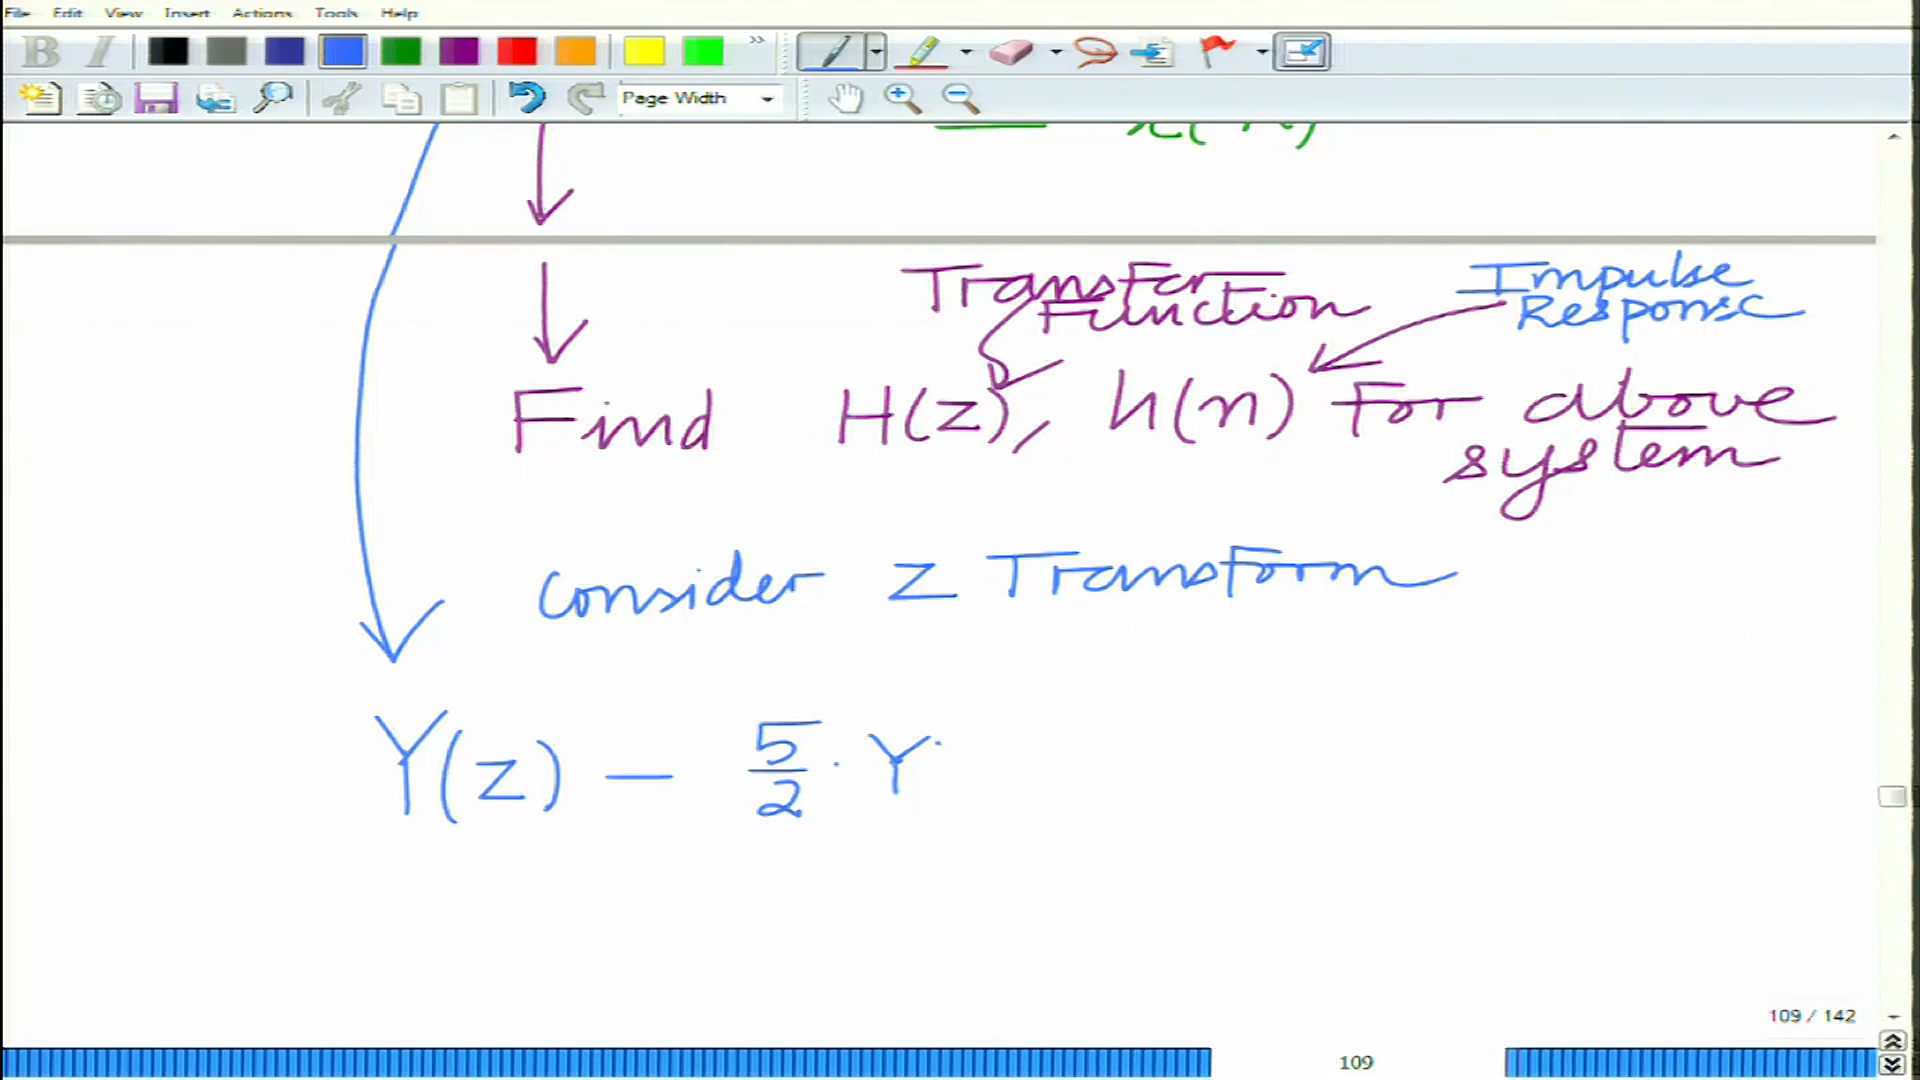 File Edit View Insert Actions Tools Help
B I
Page Width
x(n)
Transfer
Function
Impulse
Response
Find H(z), h(n) For above
system
consider z Transform
Y(z) - 5/2 · Y
109 / 142
109